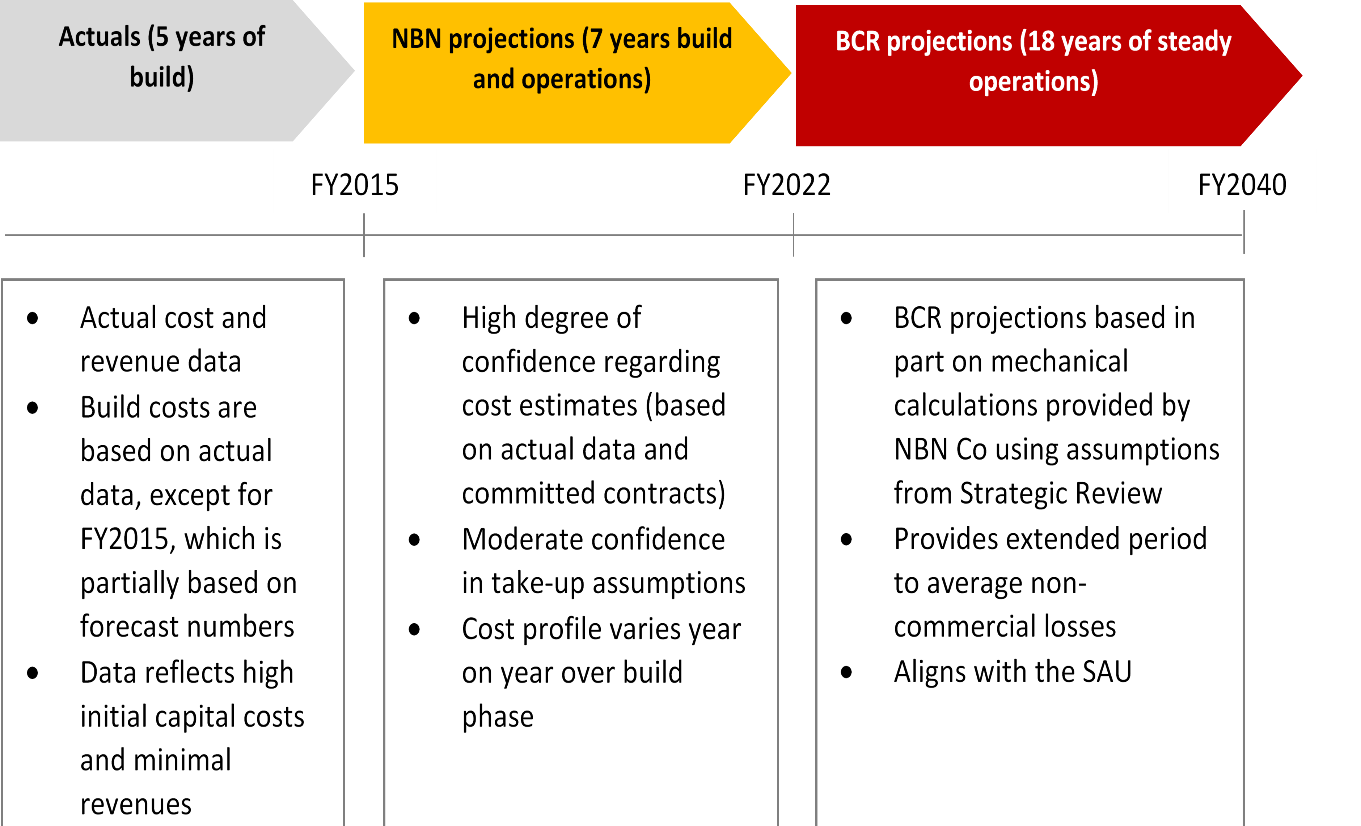 Actuals (5 years of
build)
NBN projections (7 years build
and operations)
BCR projections (18 years of steady
operations)
FY2015
FY2022
FY2040
• Actual cost and
revenue data
• Build costs are
based on actual
data, except for
FY2015, which is
partially based on
forecast numbers
• Data reflects high
initial capital costs
and minimal
revenues
• High degree of
confidence regarding
cost estimates (based
on actual data and
committed contracts)
• Moderate confidence
in take-up assumptions
• Cost profile varies year
on year over build
phase
• BCR projections based in
part on mechanical
calculations provided by
NBN Co using assumptions
from Strategic Review
• Provides extended period
to average non-
commercial losses
• Aligns with the SAU